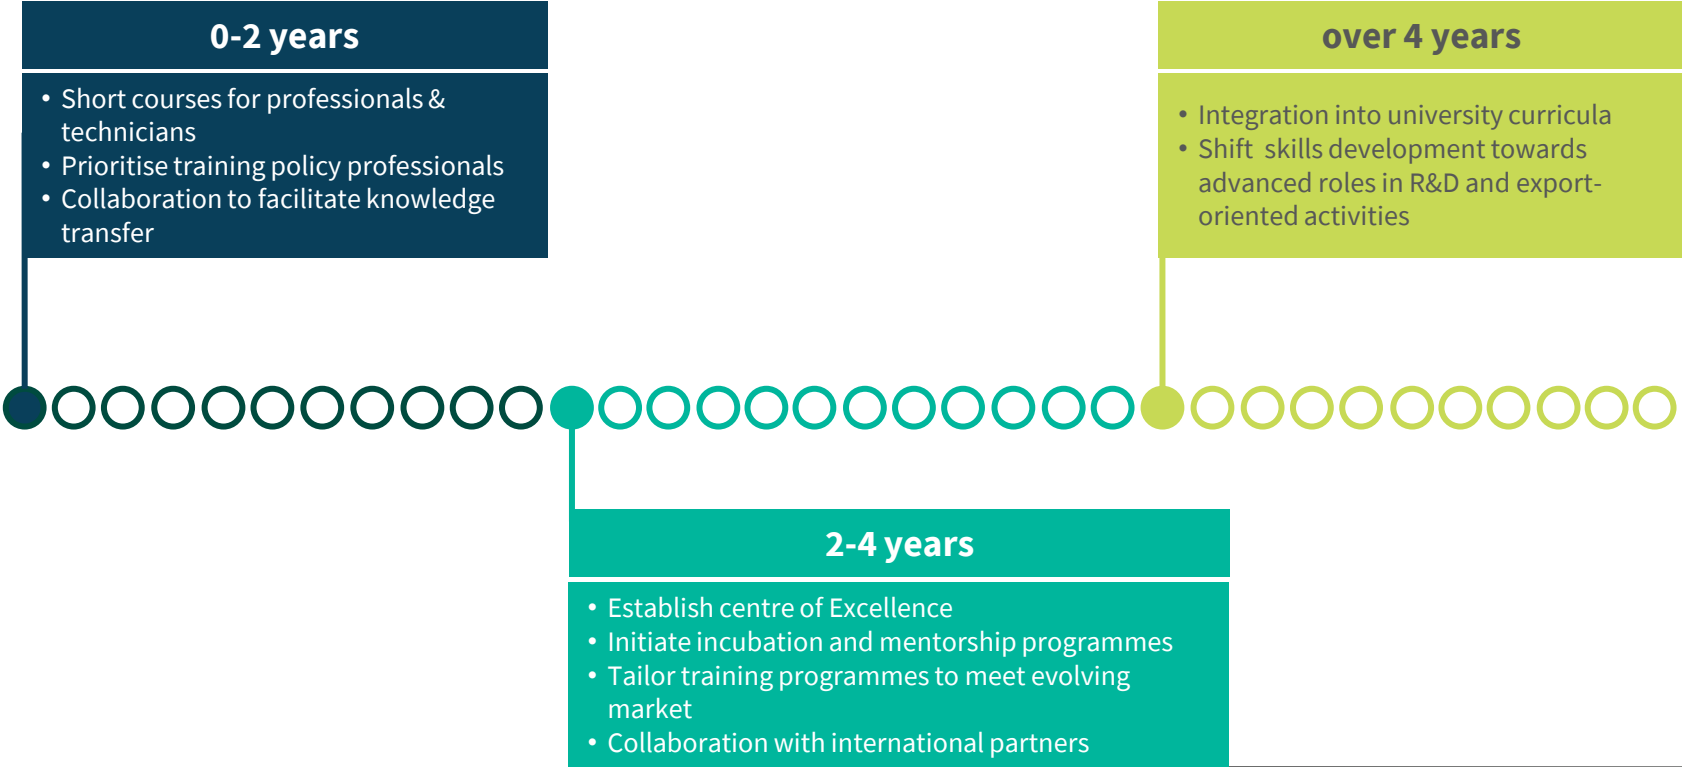 0-2 years
• Short courses for professionals &
technicians
• Prioritise training policy professionals
• Collaboration to facilitate knowledge
transfer
2-4 years
• Establish centre of Excellence
• Initiate incubation and mentorship programmes
• Tailor training programmes to meet evolving
market
• Collaboration with international partners
over 4 years
• Integration into university curricula
• Shift  skills development towards
advanced roles in R&D and export-
oriented activities